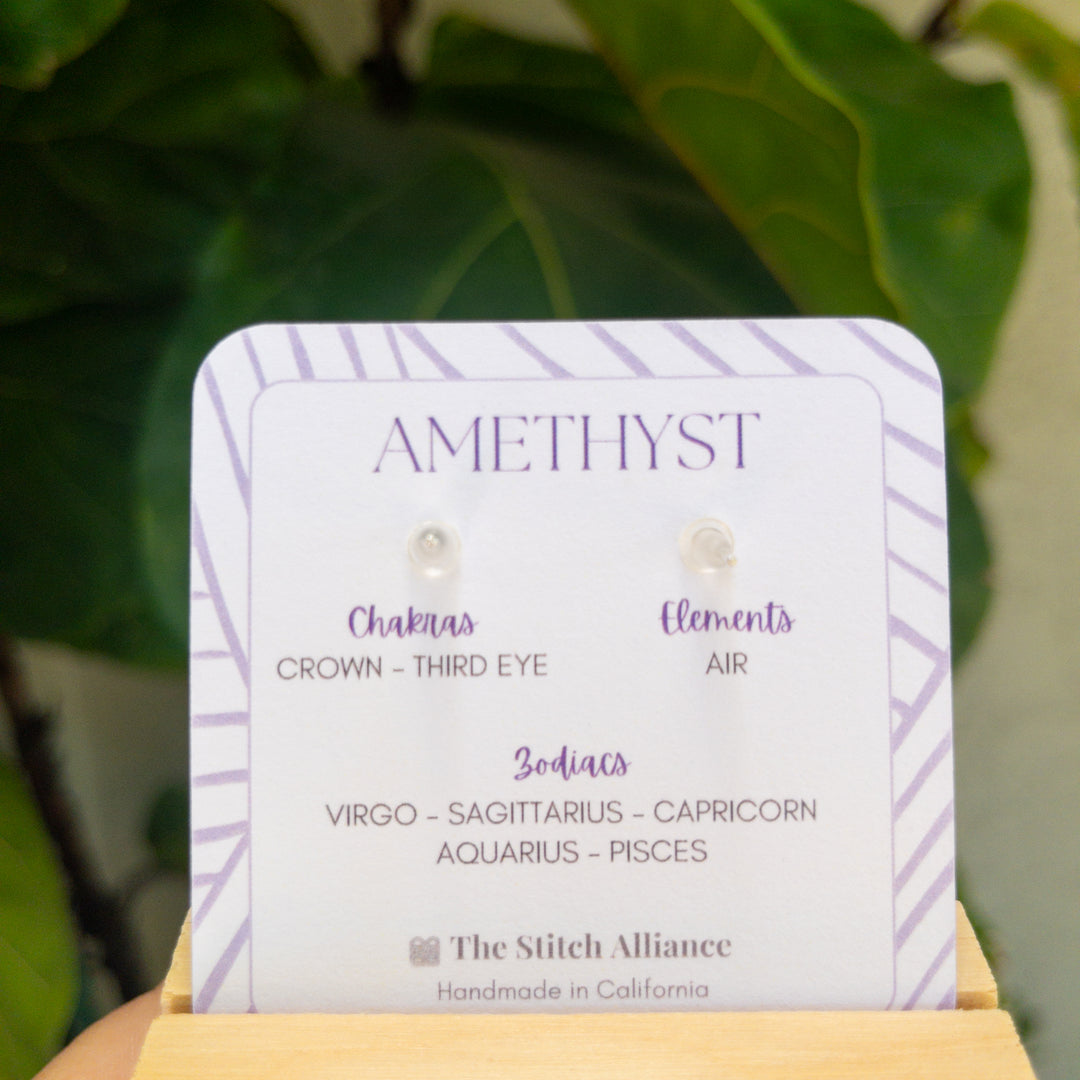 AMETHYST
Chakras
CROWN - THIRD EYE
Elements
AIR
Zodiacs
VIRGO - SAGITTARIUS - CAPRICORN
AQUARIUS - PISCES
The Stitch Alliance
Handmade in California